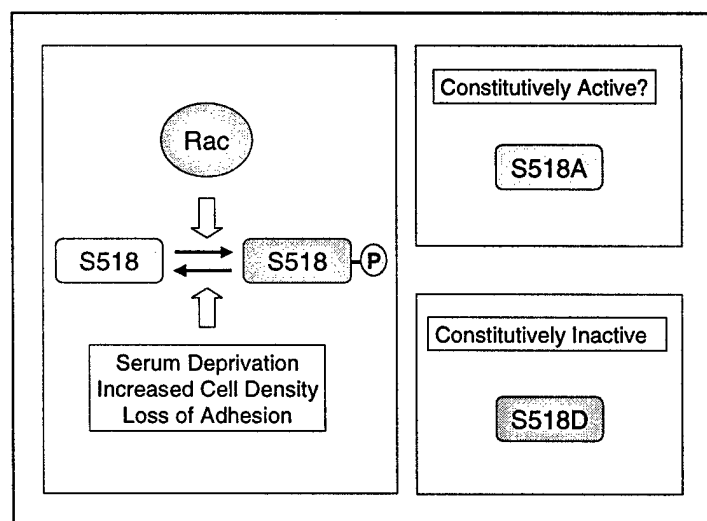 Rac
S518
S518
P
Serum Deprivation
Increased Cell Density
Loss of Adhesion
Constitutively Active?
S518A
Constitutively Inactive
S518D